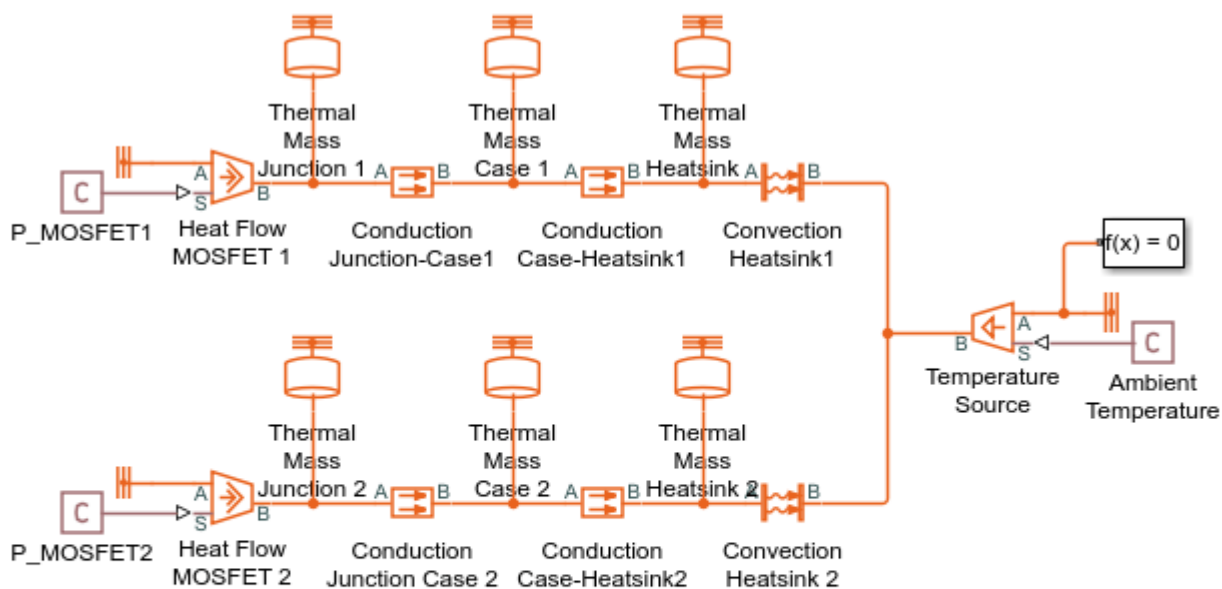 Thermal
Mass
Junction 1
Thermal
Mass
Case 1
Thermal
Mass
Heatsink
A
S
B
A
B
A
B
A
B
C
P_MOSFET1
Heat Flow
MOSFET 1
Conduction
Junction-Case1
Conduction
Case-Heatsink1
Convection
Heatsink1
f(x) = 0
A
B
S
C
Temperature
Source
Ambient
Temperature
Thermal
Mass
Junction 2
Thermal
Mass
Case 2
Thermal
Mass
Heatsink 2
A
S
B
A
B
A
B
A
B
C
P_MOSFET2
Heat Flow
MOSFET 2
Conduction
Junction Case 2
Conduction
Case-Heatsink2
Convection
Heatsink 2